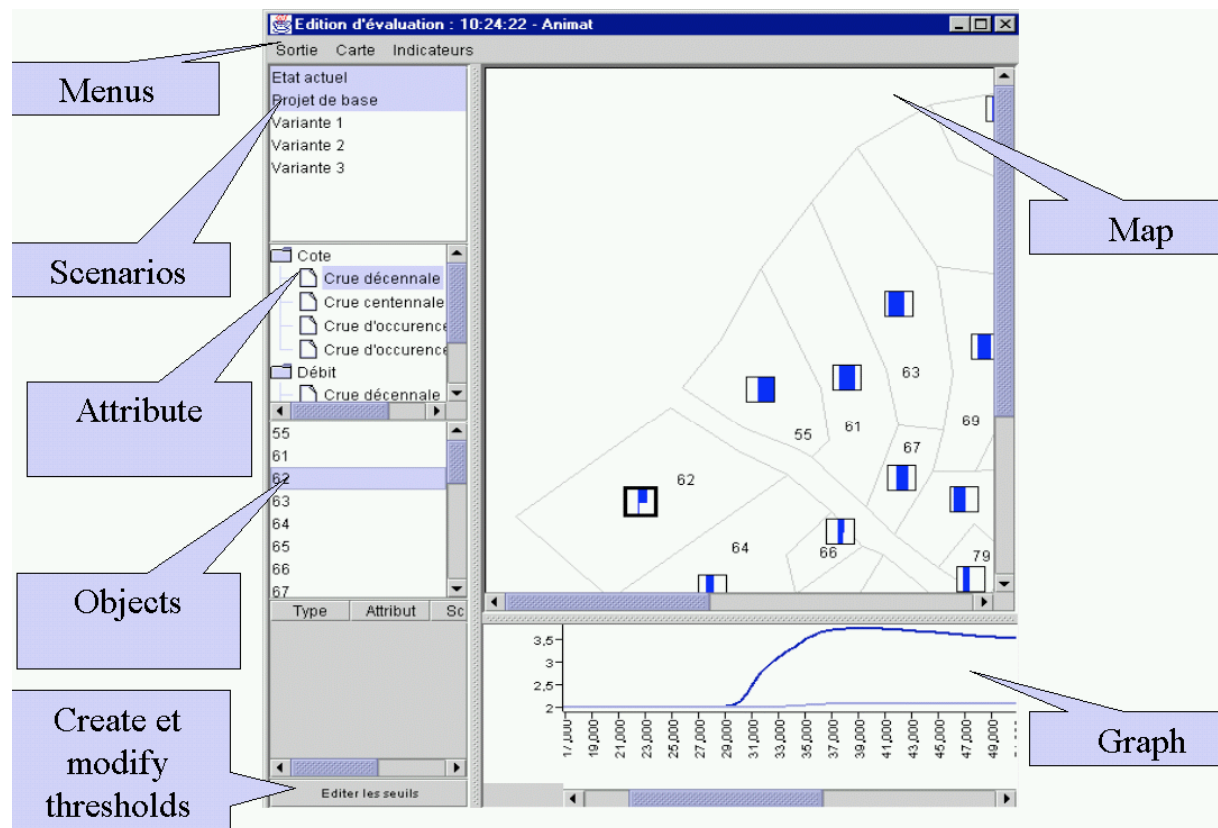 Edition d'évaluation : 10:24:22 - Animat
Sortie Carte Indicateurs
Menus
Etat actuel
Projet de base
Variante 1
Variante 2
Variante 3
Scenarios
Map
Cote
Crue décennale
Crue centennale
Crue d'occurence
Crue d'occurence
Débit
Crue décennale
Attribute
55
61
62
63
64
65
66
67
Objects
63
69
61
55
67
62
64
66
79
Type Attribut Sc
Create et
modify
thresholds
Editer les seuils
3,5
3
2,5
2
17,000
19,000
21,000
23,000
25,000
27,000
29,000
31,000
33,000
35,000
37,000
39,000
41,000
43,000
45,000
47,000
49,000
Graph